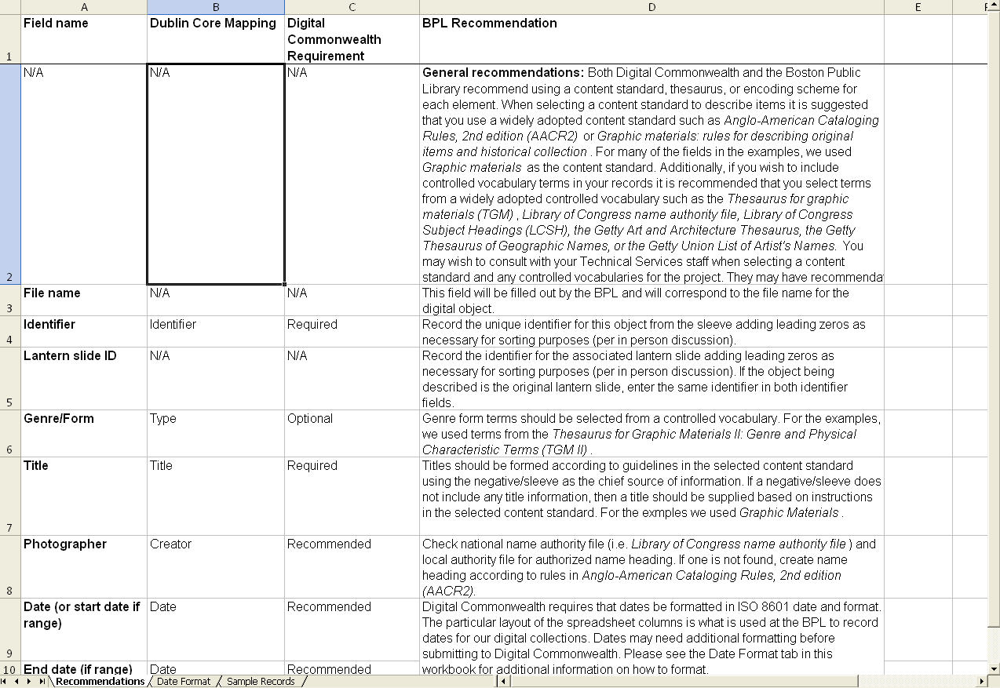 A B C D E F
Field name Dublin Core Mapping Digital BPL Recommendation
Commonwealth
1 Requirement
N/A N/A N/A General recommendations: Both Digital Commonwealth and the Boston Public
Library recommend using a content standard, thesaurus, or encoding scheme for
each element. When selecting a content standard to describe items it is suggested
that you use a widely adopted content standard such as Anglo-American Cataloging
Rules, 2nd edition (AACR2) or Graphic materials: rules for describing original
items and historical collection . For many of the fields in the examples, we used
Graphic materials as the content standard. Additionally, if you wish to include
controlled vocabulary terms in your records it is recommended that you select terms
from a widely adopted controlled vocabulary such as the Thesaurus for graphic
materials (TGM) , Library of Congress name authority file, Library of Congress
Subject Headings (LCSH), the Getty Art and Architecture Thesaurus, the Getty
Thesaurus of Geographic Names, or the Getty Union List of Artist's Names. You
may wish to consult with your Technical Services staff when selecting a content
2 standard and any controlled vocabularies for the project. They may have recommenda
File name N/A N/A This field will be filled out by the BPL and will correspond to the file name for the
3 digital object.
Identifier Identifier Required Record the unique identifier for this object from the sleeve adding leading zeros as
4 necessary for sorting purposes (per in person discussion).
Lantern slide ID N/A N/A Record the identifier for the associated lantern slide adding leading zeros as
necessary for sorting purposes (per in person discussion). If the object being
described is the original lantern slide, enter the same identifier in both identifier
5 fields.
Genre/Form Type Optional Genre form terms should be selected from a controlled vocabulary. For the examples,
we used terms from the Thesaurus for Graphic Materials II: Genre and Physical
6 Characteristic Terms (TGM II) .
Title Title Required Titles should be formed according to guidelines in the selected content standard
using the negative/sleeve as the chief source of information. If a negative/sleeve does
not include any title information, then a title should be supplied based on instructions
in the selected content standard. For the exmples we used Graphic Materials .
7
Photographer Creator Recommended Check national name authority file (i.e. Library of Congress name authority file ) and
local authority file for authorized name heading. If one is not found, create name
heading according to rules in Anglo-American Cataloging Rules, 2nd edition
8 (AACR2).
Date (or start date if Date Recommended Digital Commonwealth requires that dates be formatted in ISO 8601 date and format.
range) The particular layout of the spreadsheet columns is what is used at the BPL to record
dates for our digital collections. Dates may need additional formatting before
9 submitting to Digital Commonwealth. Please see the Date Format tab in this
10 End date (if range) Date Recommended workbook for additional information on how to format.
Recommendations Date Format Sample Records